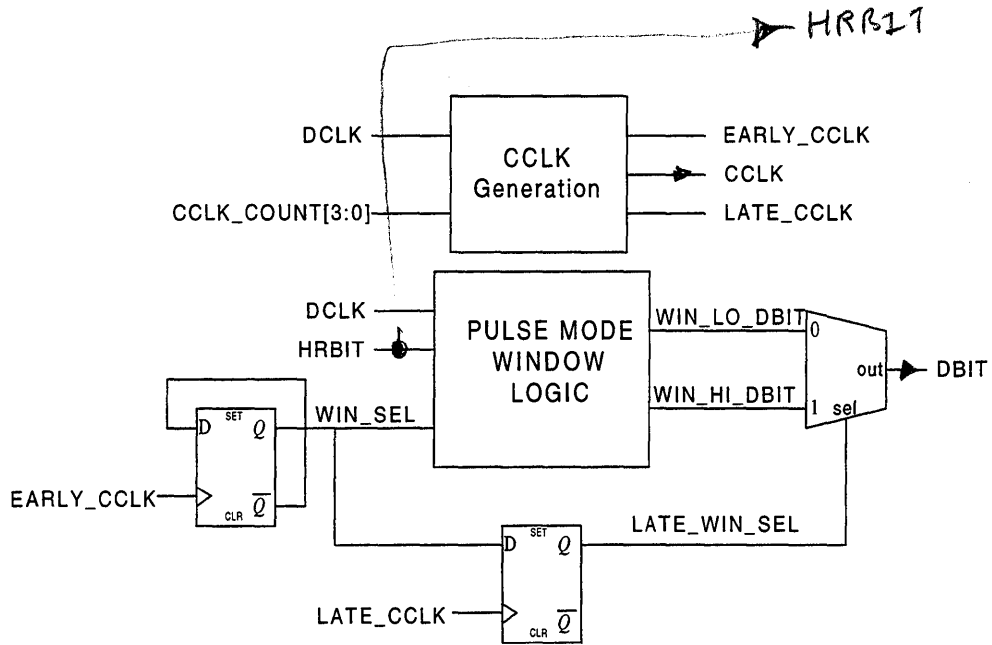 HRBIT
DCLK
CCLK_COUNT[3:0]
CCLK
Generation
EARLY_CCLK
CCLK
LATE_CCLK
DCLK
HRBIT
PULSE MODE
WINDOW
LOGIC
WIN_LO_DBIT
WIN_HI_DBIT
0
1 sel
out
DBIT
WIN_SEL
D SET Q
CLR Q
EARLY_CCLK
LATE_WIN_SEL
D SET Q
CLR Q
LATE_CCLK